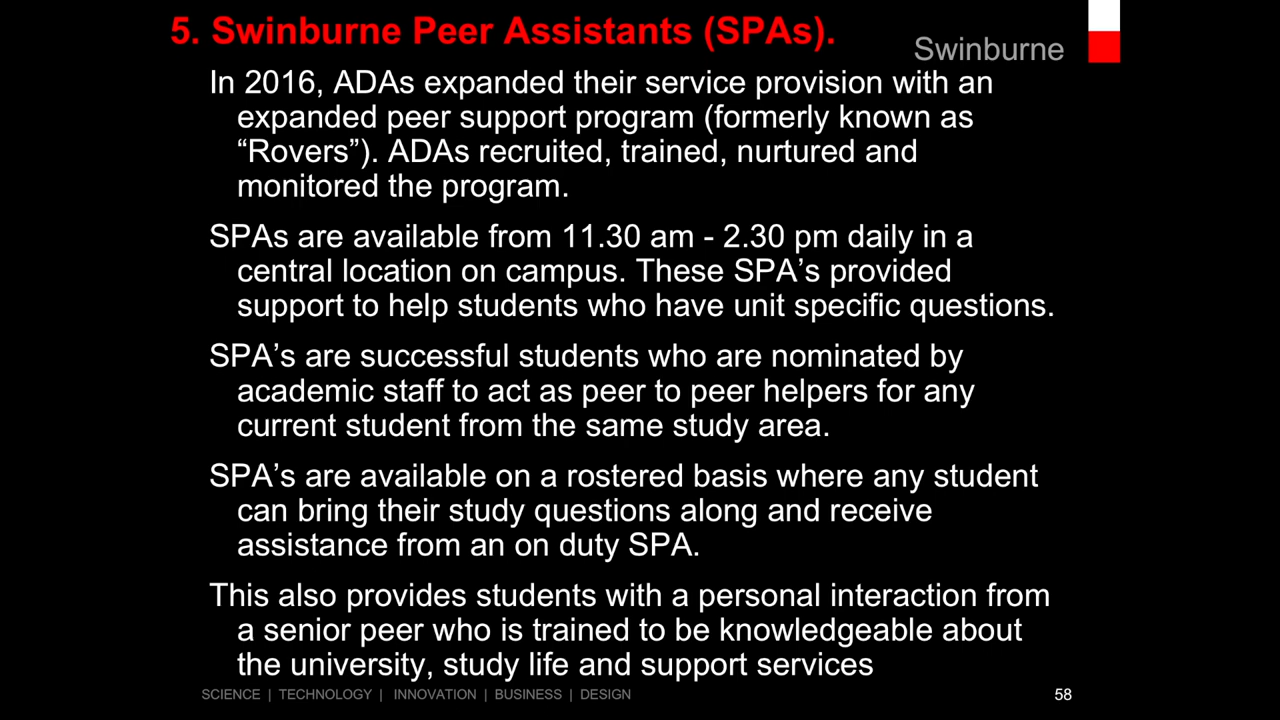 5. Swinburne Peer Assistants (SPAs).
Swinburne
In 2016, ADAs expanded their service provision with an
expanded peer support program (formerly known as
“Rovers”). ADAs recruited, trained, nurtured and
monitored the program.
SPAs are available from 11.30 am - 2.30 pm daily in a
central location on campus. These SPA’s provided
support to help students who have unit specific questions.
SPA’s are successful students who are nominated by
academic staff to act as peer to peer helpers for any
current student from the same study area.
SPA’s are available on a rostered basis where any student
can bring their study questions along and receive
assistance from an on duty SPA.
This also provides students with a personal interaction from
a senior peer who is trained to be knowledgeable about
the university, study life and support services
SCIENCE | TECHNOLOGY | INNOVATION | BUSINESS | DESIGN
58